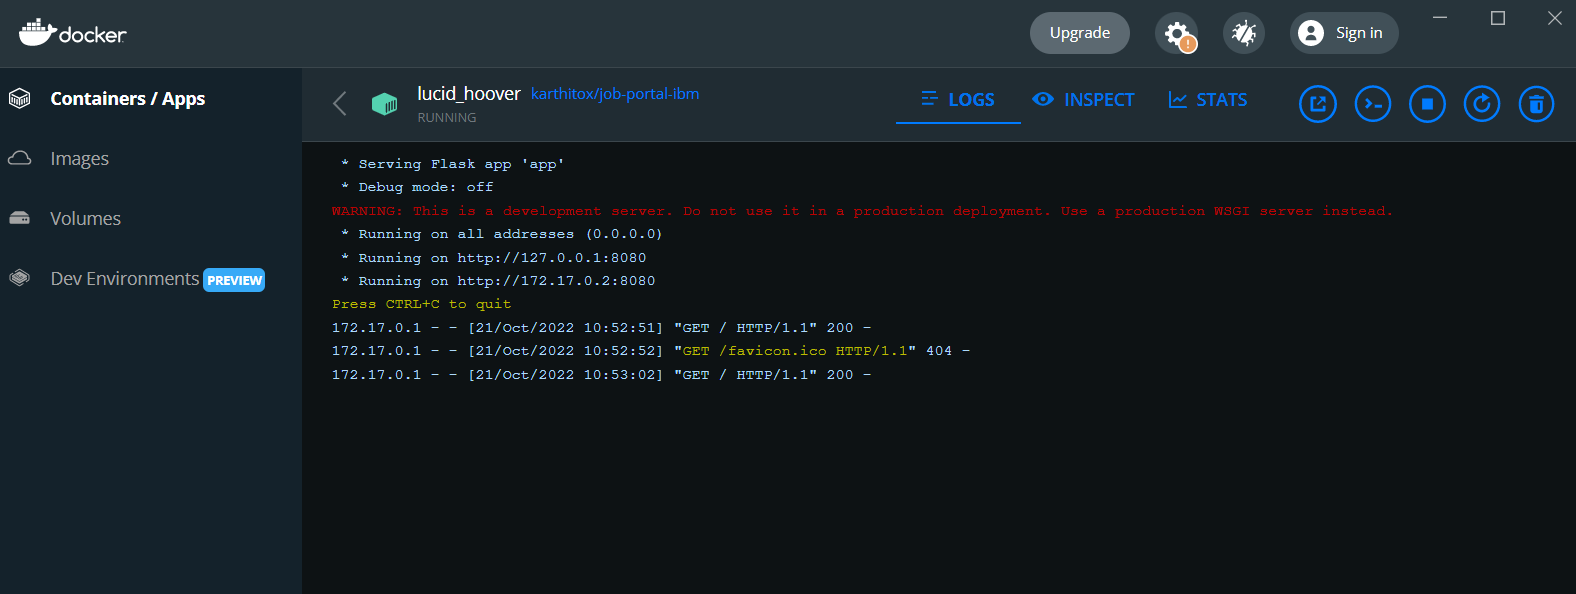 docker
Upgrade
!
Sign in
Containers / Apps
Images
Volumes
Dev Environments PREVIEW
lucid_hoover karthitox/job-portal-ibm
RUNNING
LOGS
INSPECT
STATS
* Serving Flask app 'app'
* Debug mode: off
WARNING: This is a development server. Do not use it in a production deployment. Use a production WSGI server instead.
* Running on all addresses (0.0.0.0)
* Running on http://127.0.0.1:8080
* Running on http://172.17.0.2:8080
Press CTRL+C to quit
172.17.0.1 - - [21/Oct/2022 10:52:51] "GET / HTTP/1.1" 200 -
172.17.0.1 - - [21/Oct/2022 10:52:52] "GET /favicon.ico HTTP/1.1" 404 -
172.17.0.1 - - [21/Oct/2022 10:53:02] "GET / HTTP/1.1" 200 -